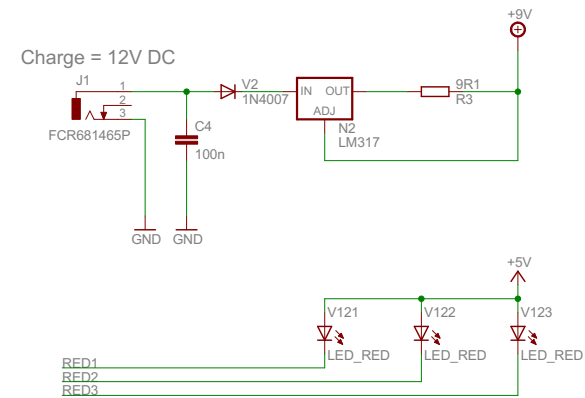 +9V
Charge = 12V DC
J1
1
2
3
FCR681465P
V2
1N4007
IN OUT
ADJ
N2
LM317
9R1
R3
C4
100n
GND
GND
+5V
V121
V122
V123
LED_RED
LED_RED
LED_RED
RED1
RED2
RED3